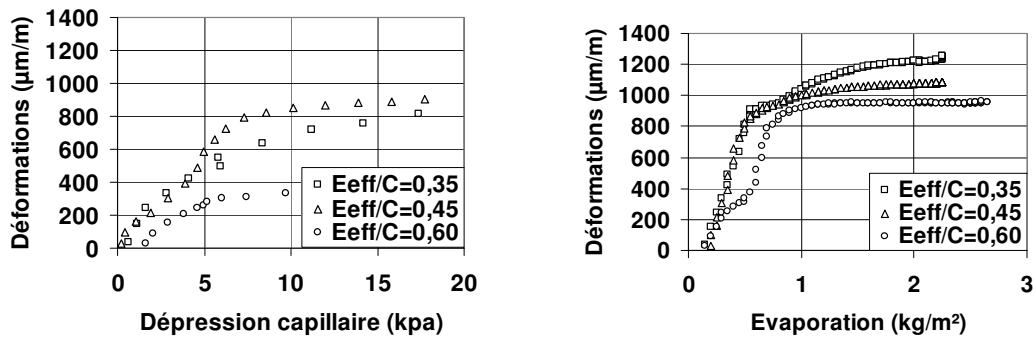 Déformations (µm/m)
1400
1200
1000
800
600
400
200
0
0 5 10 15 20
Dépression capillaire (kpa)
Eeff/C=0,35
Eeff/C=0,45
Eeff/C=0,60
Déformations (µm/m)
1400
1200
1000
800
600
400
200
0
0 1 2 3
Evaporation (kg/m²)
Eeff/C=0,35
Eeff/C=0,45
Eeff/C=0,60